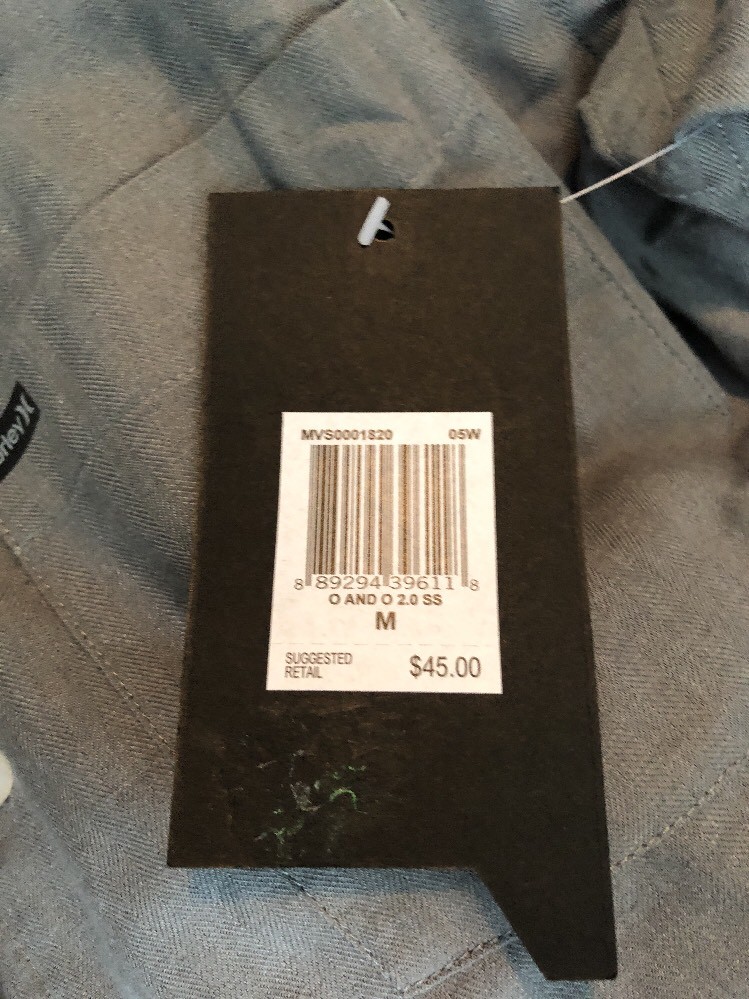 MVS0001820 05W
8 89294 39611 8
O AND O 2.0 SS
M
SUGGESTED
RETAIL
$45.00